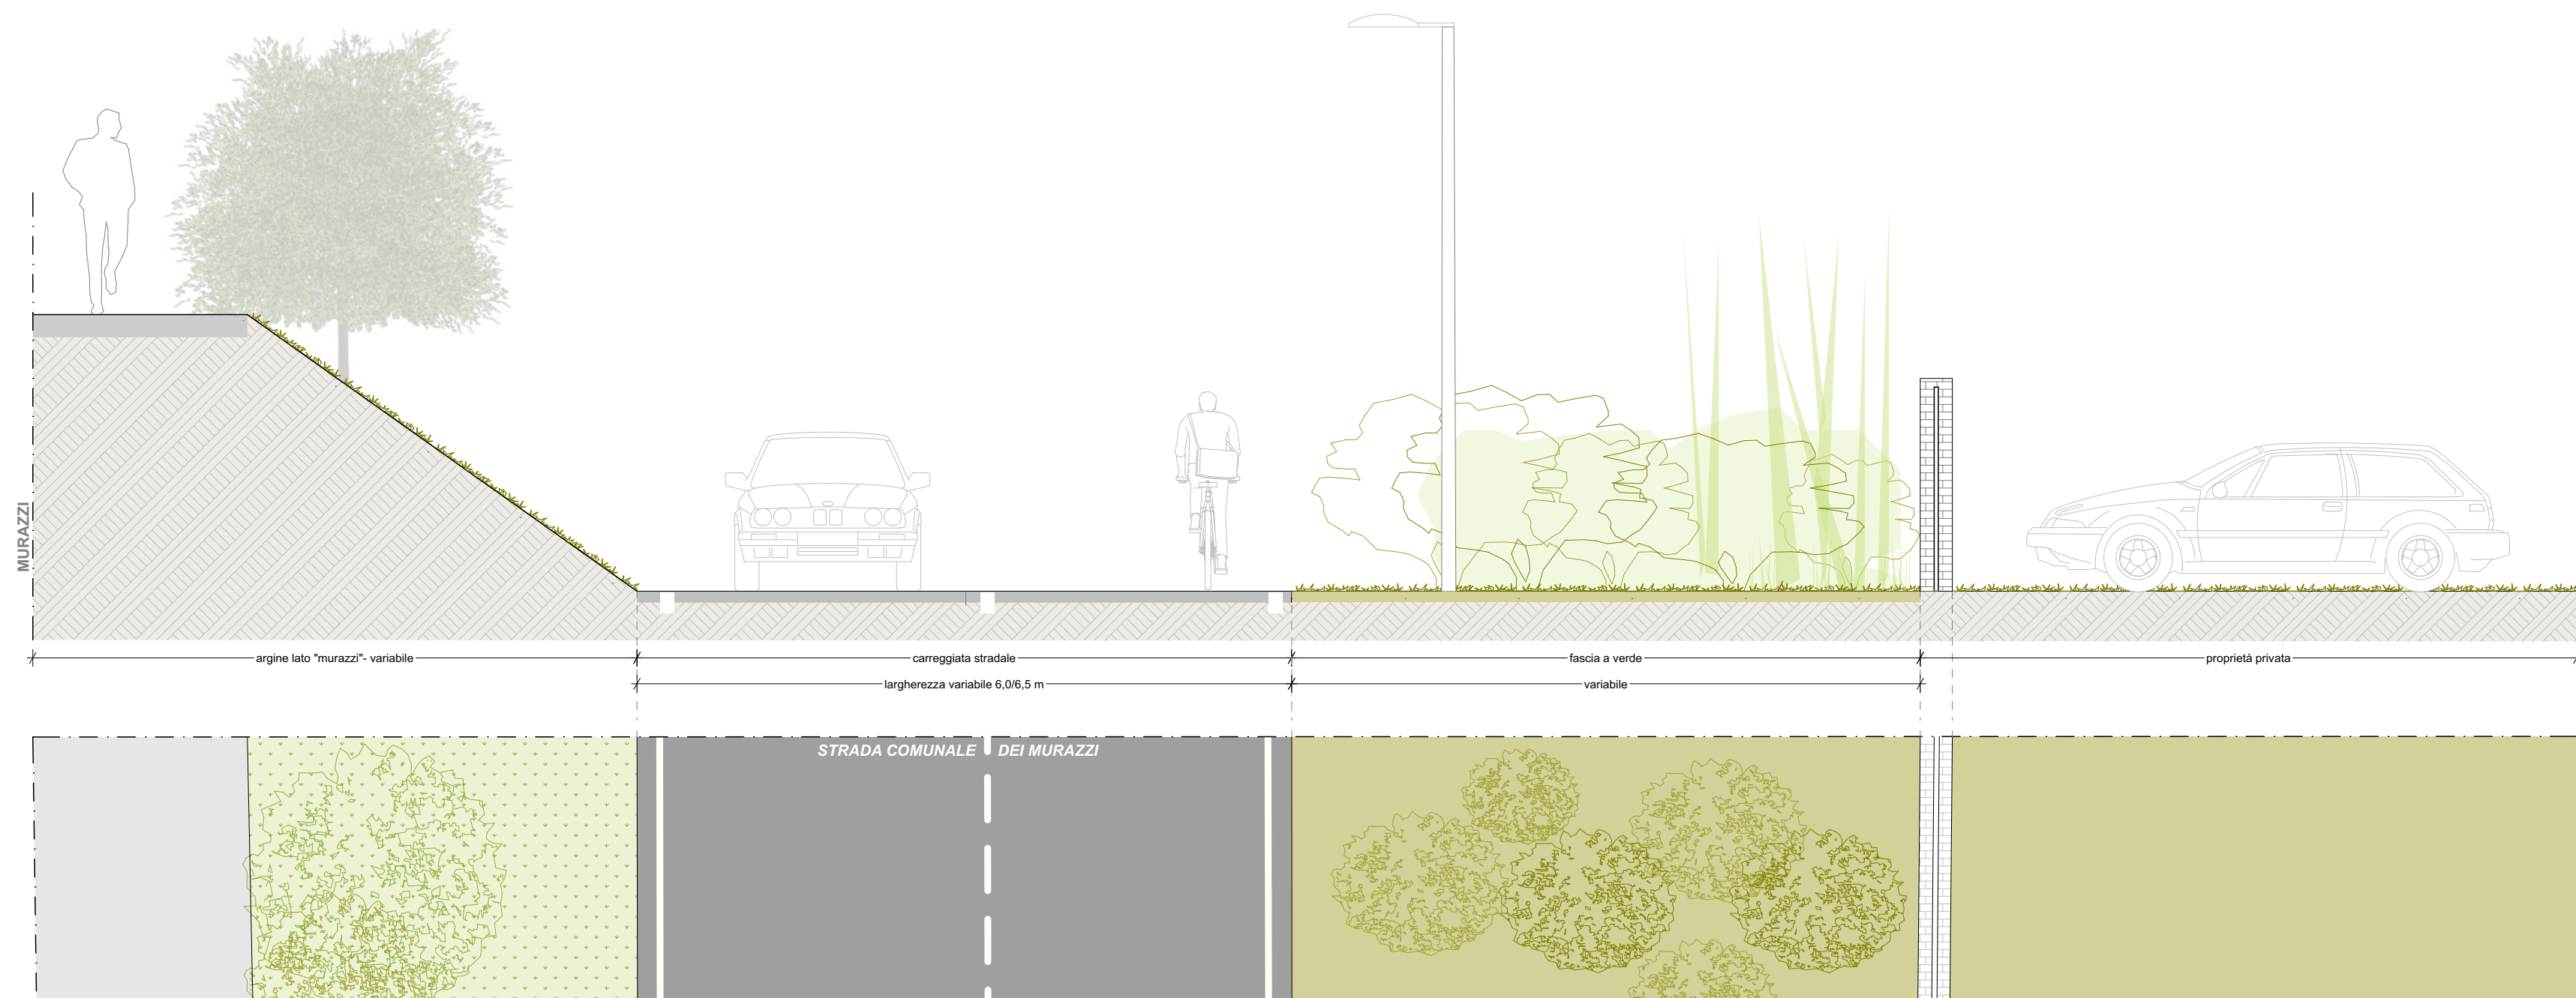 MURAZZI
argine lato "murazzi"- variabile
carreggiata stradale
fascia a verde
proprietà privata
largherezza variabile 6,0/6,5 m
variabile
STRADA COMUNALE DEI MURAZZI